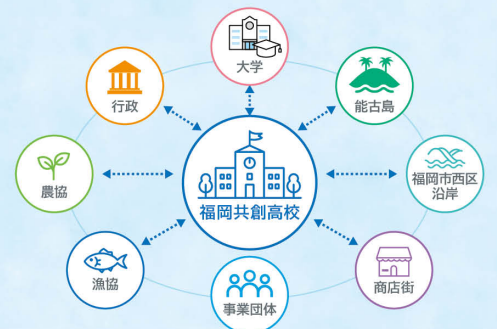 大学
行政
能古島
農協
福岡共創高校
福岡市西区
沿岸
漁協
商店街
事業団体